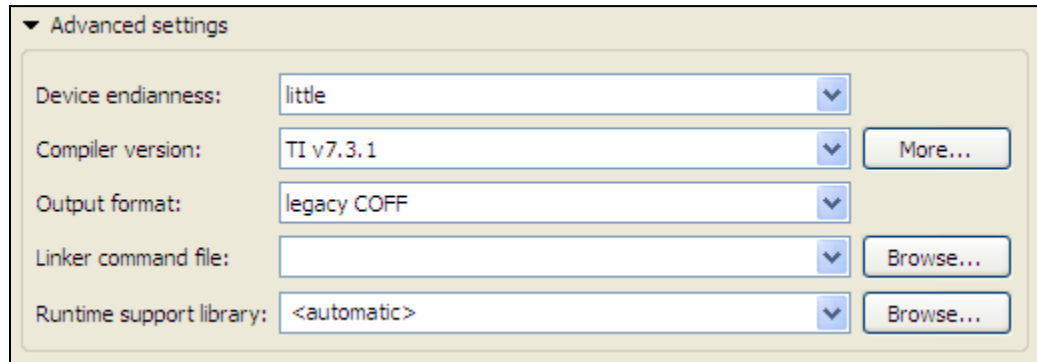 Advanced settings
Device endianness: little
Compiler version: TI v7.3.1 More...
Output format: legacy COFF
Linker command file: Browse...
Runtime support library: <automatic> Browse...